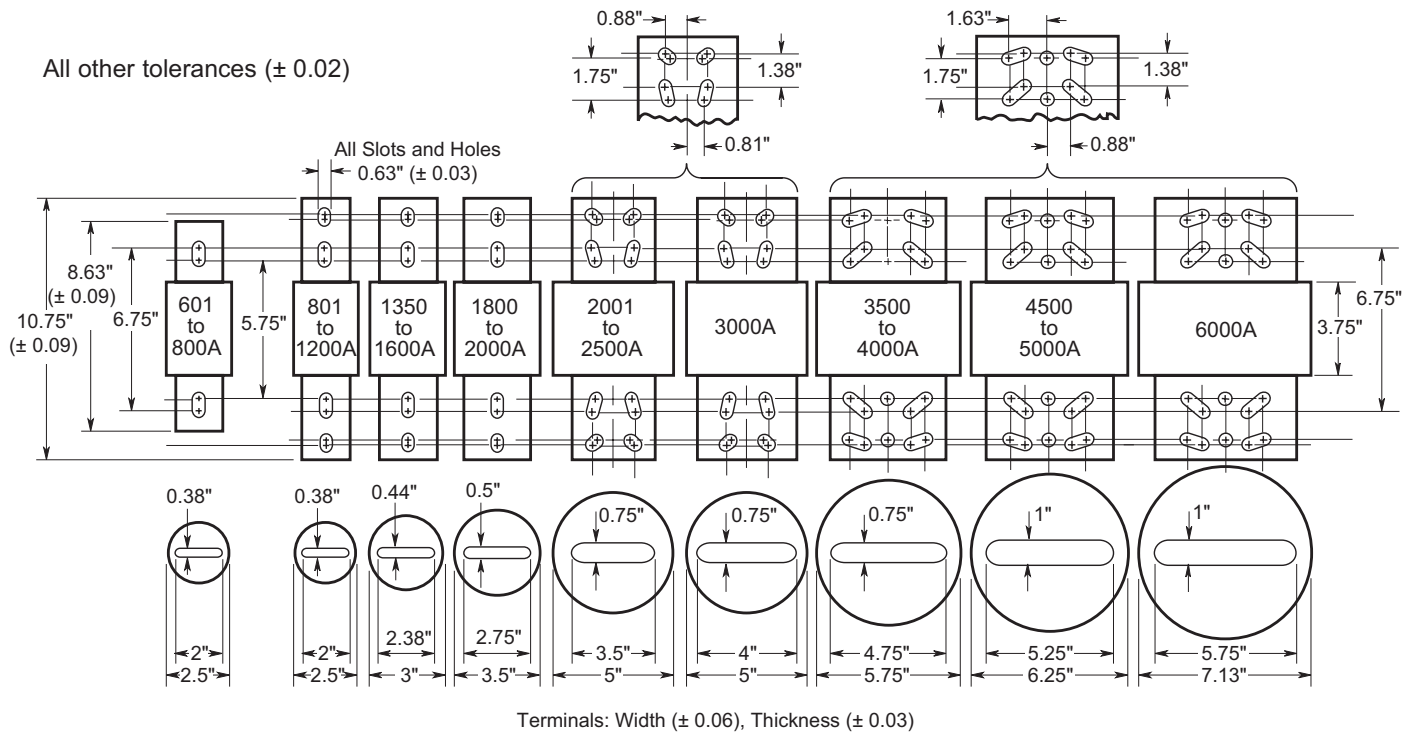 0.88"
1.63"
All other tolerances (± 0.02)
1.75"
1.38"
1.75"
1.38"
0.81"
0.88"
All Slots and Holes
0.63" (± 0.03)
8.63"
(± 0.09)
10.75"
(± 0.09)
6.75"
5.75"
601
to
800A
801
to
1200A
1350
to
1600A
1800
to
2000A
2001
to
2500A
3000A
3500
to
4000A
4500
to
5000A
6000A
3.75"
6.75"
0.38"
0.38"
0.44"
0.5"
0.75"
0.75"
0.75"
1"
1"
2"
2.5"
2"
2.5"
2.38"
3"
2.75"
3.5"
3.5"
5"
4"
5"
4.75"
5.75"
5.25"
6.25"
5.75"
7.13"
Terminals: Width (± 0.06), Thickness (± 0.03)